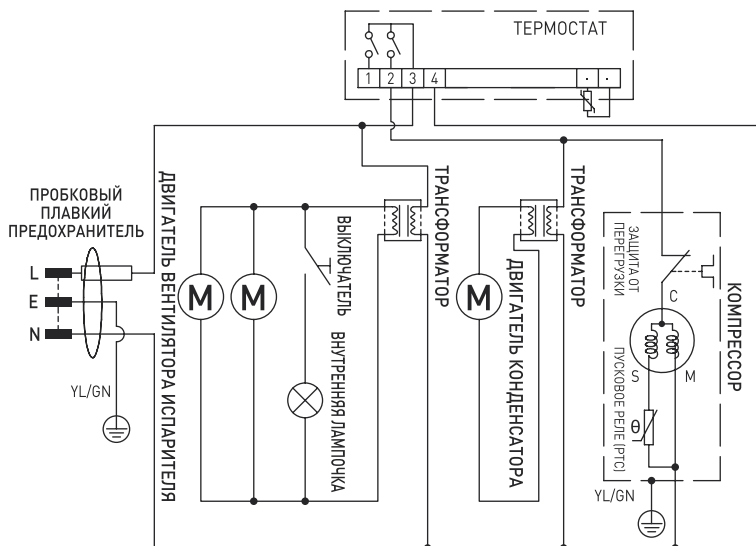 ТЕРМОСТАТ
1 2 3 4
ПРОБКОВЫЙ
ПЛАВКИЙ
ПРЕДОХРАНИТЕЛЬ
L
E
N
YL/GN
ДВИГАТЕЛЬ ВЕНТИЛЯТОРА ИСПАРИТЕЛЯ
M
M
ВЫКЛЮЧАТЕЛЬ
ВНУТРЕННЯЯ ЛАМПОЧКА
ТРАНСФОРМАТОР
M
ДВИГАТЕЛЬ КОНДЕНСАТОРА
ТРАНСФОРМАТОР
ЗАЩИТА ОТ
ПЕРЕГРУЗКИ
C
S
M
θ
ПУСКОВОЕ РЕЛЕ (PTC)
КОМПРЕССОР
YL/GN